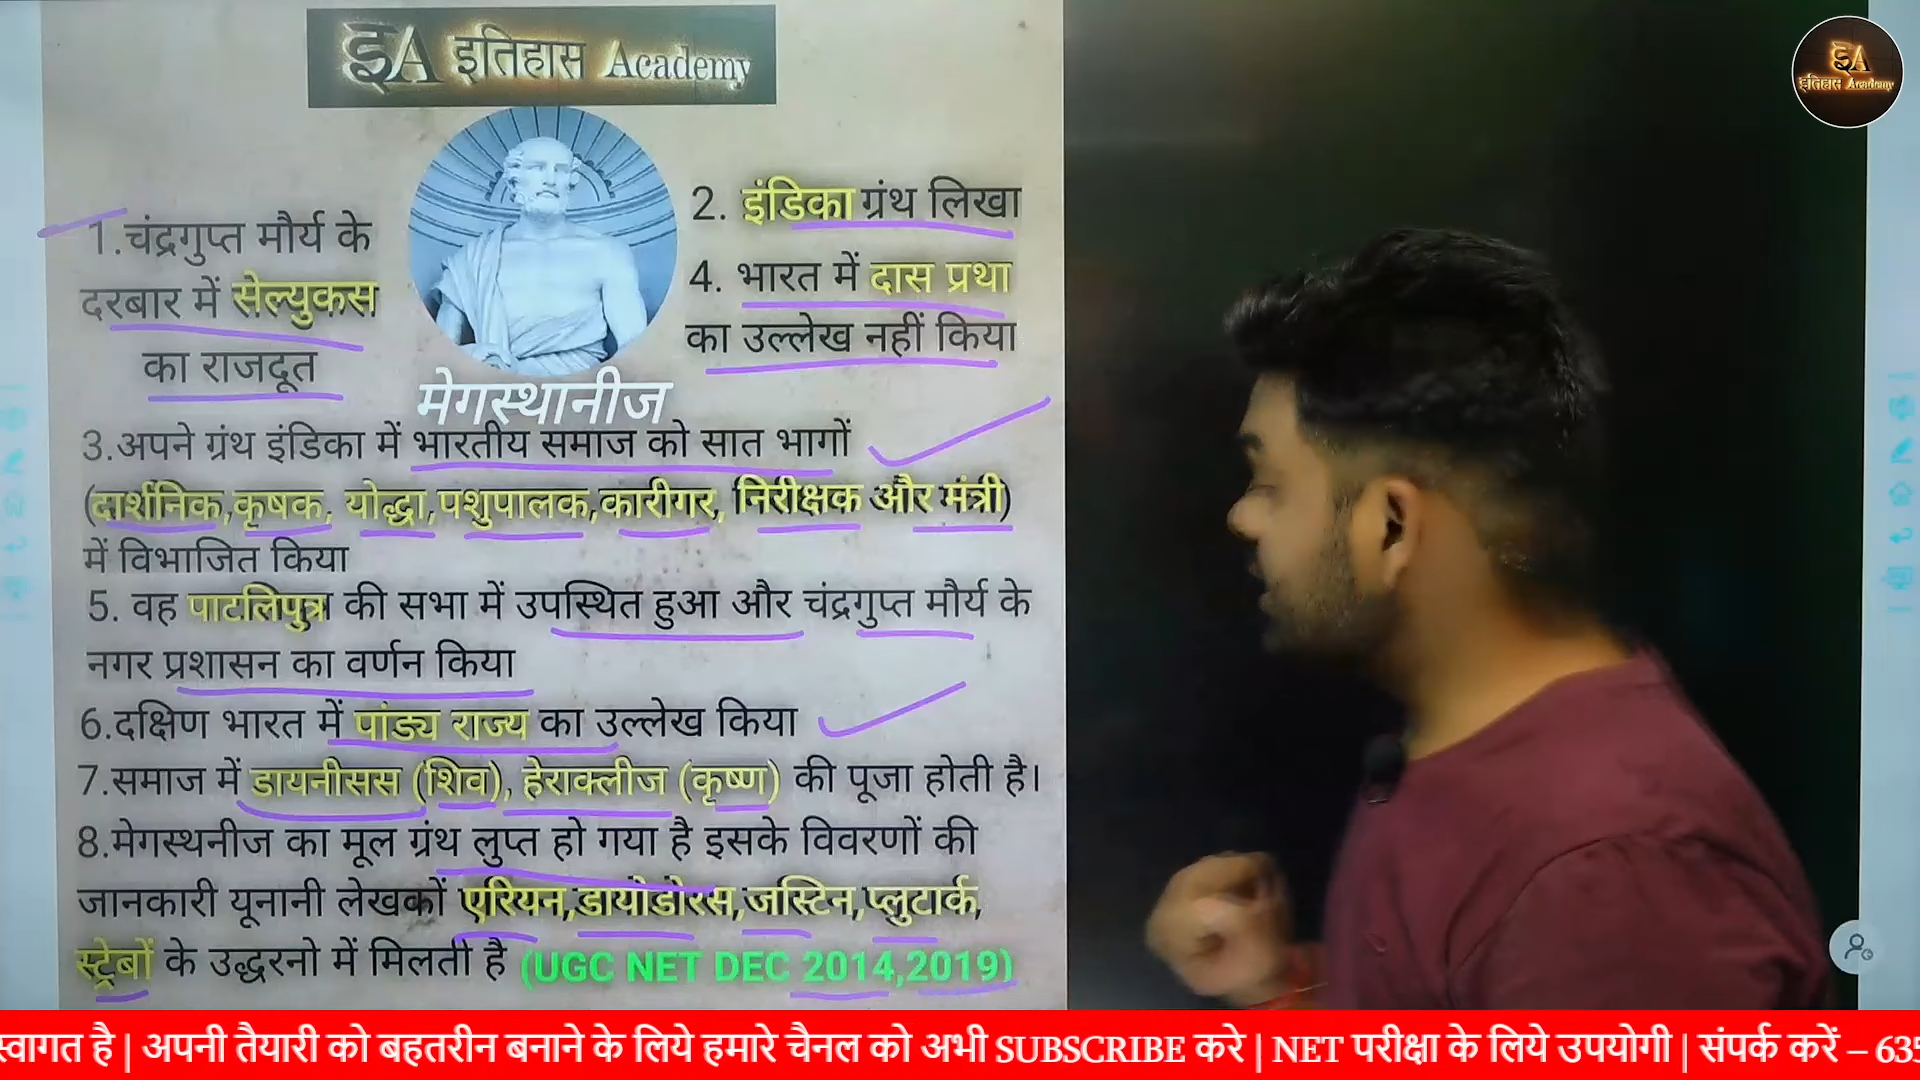 इA इतिहास Academy
इA
इतिहास Academy
1.चंद्रगुप्त मौर्य के
दरबार में सेल्युकस
का राजदूत
2. इंडिका ग्रंथ लिखा
4. भारत में दास प्रथा
का उल्लेख नहीं किया
मेगस्थानीज
3.अपने ग्रंथ इंडिका में भारतीय समाज को सात भागों
(दार्शनिक,कृषक, योद्धा,पशुपालक,कारीगर, निरीक्षक और मंत्री)
में विभाजित किया
5. वह पाटलिपुत्र की सभा में उपस्थित हुआ और चंद्रगुप्त मौर्य के
नगर प्रशासन का वर्णन किया
6.दक्षिण भारत में पांड्य राज्य का उल्लेख किया
7.समाज में डायनीसस (शिव), हेराक्लीज (कृष्ण) की पूजा होती है।
8.मेगस्थनीज का मूल ग्रंथ लुप्त हो गया है इसके विवरणों की
जानकारी यूनानी लेखकों एरियन,डायोडोरस,जस्टिन,प्लुटार्क,
स्ट्रेबों के उद्धरनो में मिलती है (UGC NET DEC 2014,2019)
स्वागत है | अपनी तैयारी को बहतरीन बनाने के लिये हमारे चैनल को अभी SUBSCRIBE करे | NET परीक्षा के लिये उपयोगी | संपर्क करें – 635